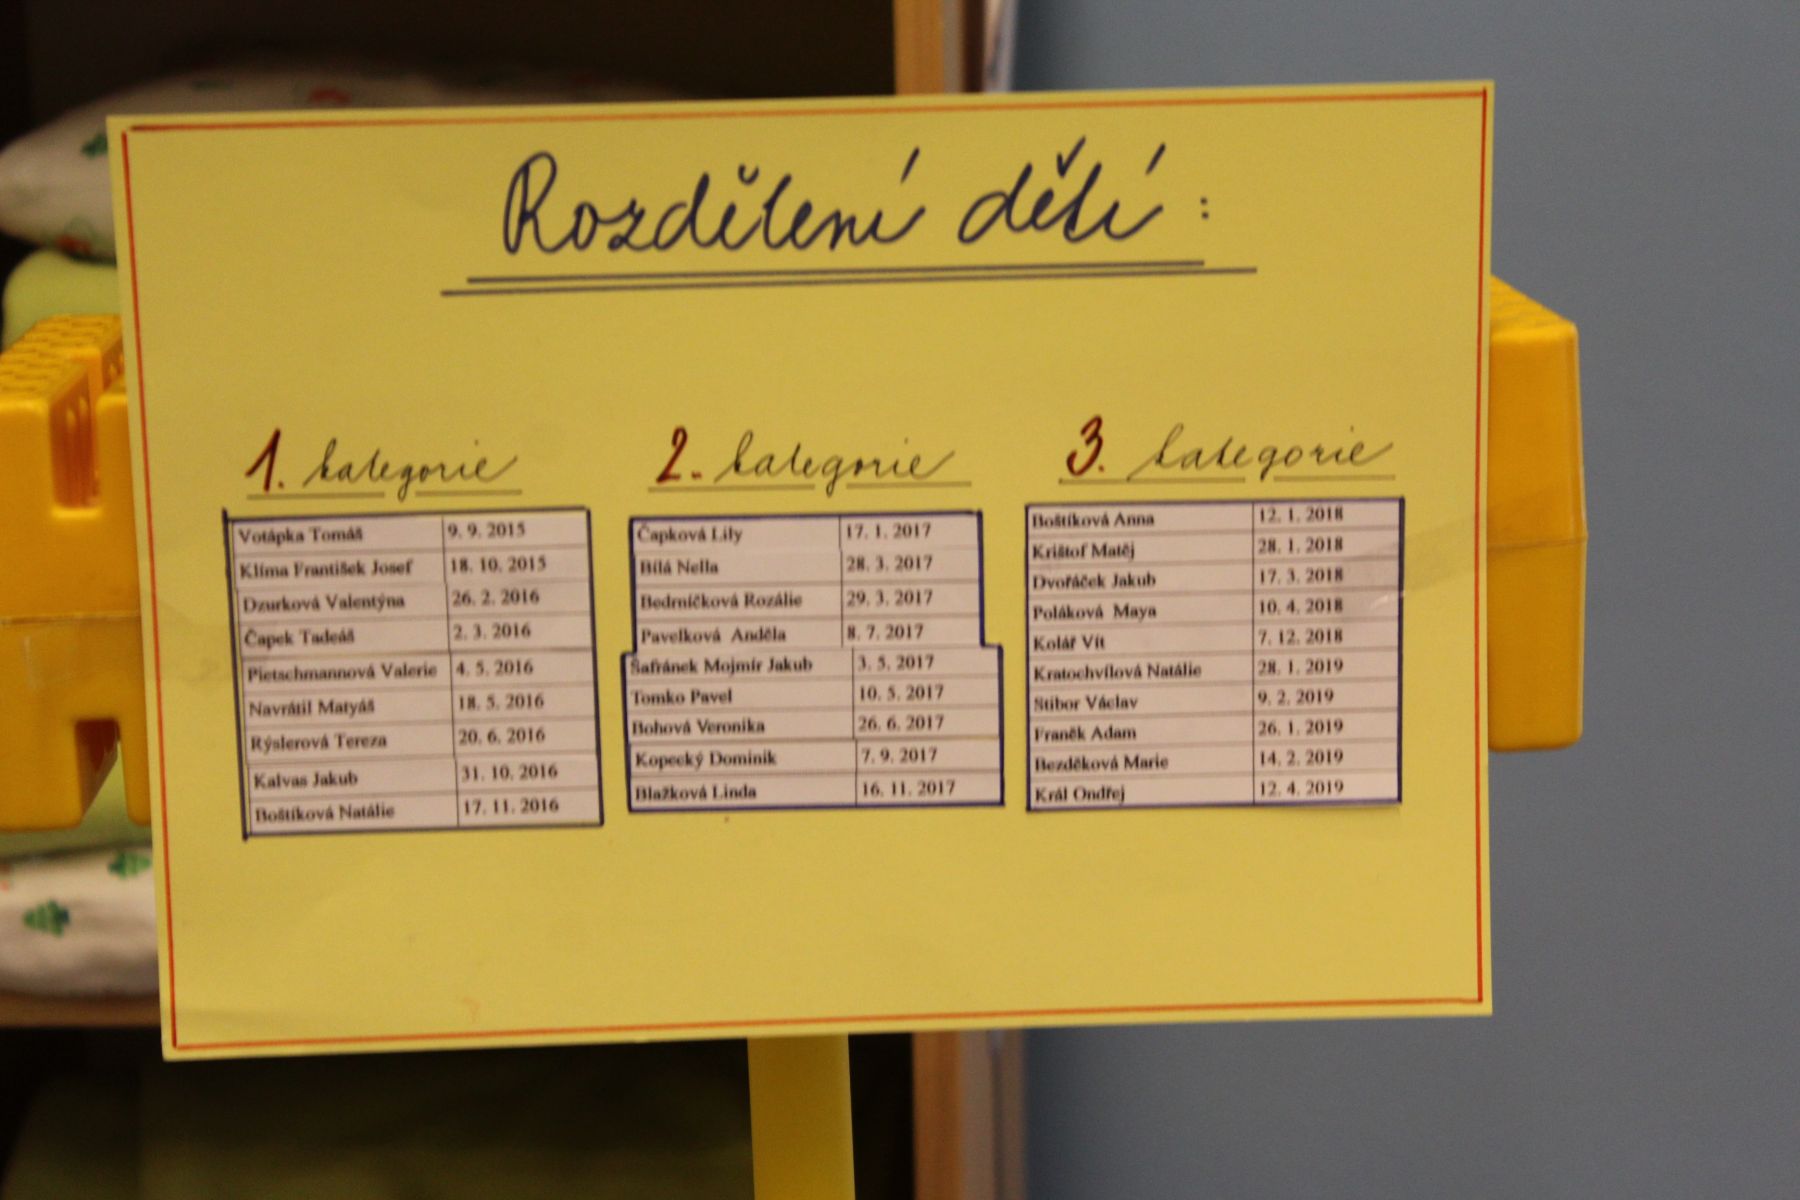 Rozdělení dětí:
1. kategorie
Votápka Tomáš 9. 9. 2015
Klíma František Josef 18. 10. 2015
Dzurková Valentýna 26. 2. 2016
Čapek Tadeáš 2. 3. 2016
Pietschmannová Valerie 4. 5. 2016
Navrátil Matyáš 18. 5. 2016
Rýslerová Tereza 20. 6. 2016
Kalvas Jakub 31. 10. 2016
Boštíková Natálie 17. 11. 2016
2. kategorie
Čapková Lily 17. 1. 2017
Bílá Nella 28. 3. 2017
Bedrníčková Rozálie 29. 3. 2017
Pavelková Anděla 8. 7. 2017
Šafránek Mojmír Jakub 3. 5. 2017
Tomko Pavel 10. 5. 2017
Bohová Veronika 26. 6. 2017
Kopecký Dominik 7. 9. 2017
Blažková Linda 16. 11. 2017
3. kategorie
Boštíková Anna 12. 1. 2018
Krištof Matěj 28. 1. 2018
Dvořáček Jakub 17. 3. 2018
Poláková Maya 10. 4. 2018
Kolář Vít 7. 12. 2018
Kratochvílová Natálie 28. 1. 2019
Stibor Václav 9. 2. 2019
Franěk Adam 26. 1. 2019
Bezděková Marie 14. 2. 2019
Král Ondřej 12. 4. 2019